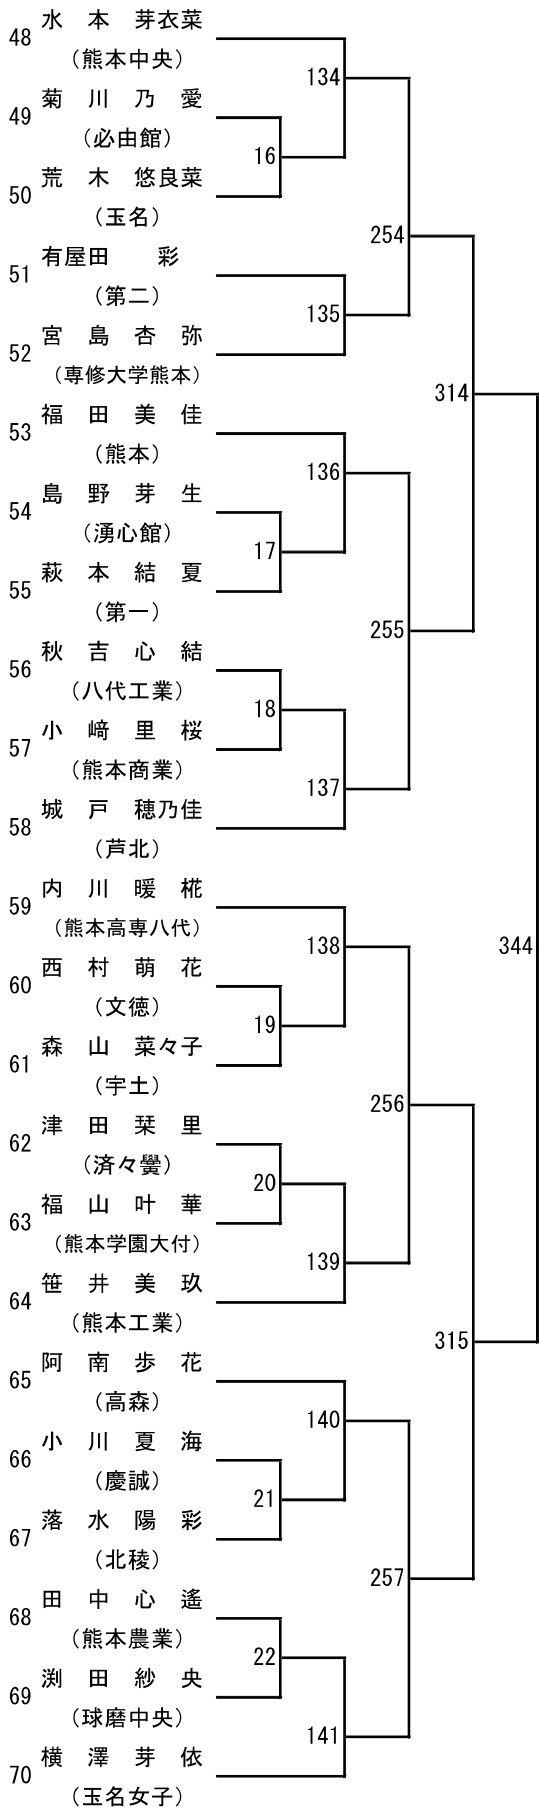 48 水本 芽衣菜
（熊本中央）
134
49 菊川 乃愛
（必由館）
16
50 荒木 悠良菜
（玉名）
254
51 有屋田 彩
（第二）
135
52 宮島 杏弥
（専修大学熊本）
314
53 福田 美佳
（熊本）
136
54 島野 芽生
（湧心館）
17
55 萩本 結夏
（第一）
255
56 秋吉 心結
（八代工業）
18
57 小﨑 里桜
（熊本商業）
137
58 城戸 穂乃佳
（芦北）
59 内川 暖椛
（熊本高専八代）
138
344
60 西村 萌花
（文徳）
19
61 森山 菜々子
（宇土）
256
62 津田 栞里
（済々黌）
20
63 福山 叶華
（熊本学園大付）
139
64 笹井 美玖
（熊本工業）
315
65 阿南 歩花
（高森）
140
66 小川 夏海
（慶誠）
21
67 落水 陽彩
（北稜）
257
68 田中 心遙
（熊本農業）
22
69 渕田 紗央
（球磨中央）
141
70 横澤 芽依
（玉名女子）